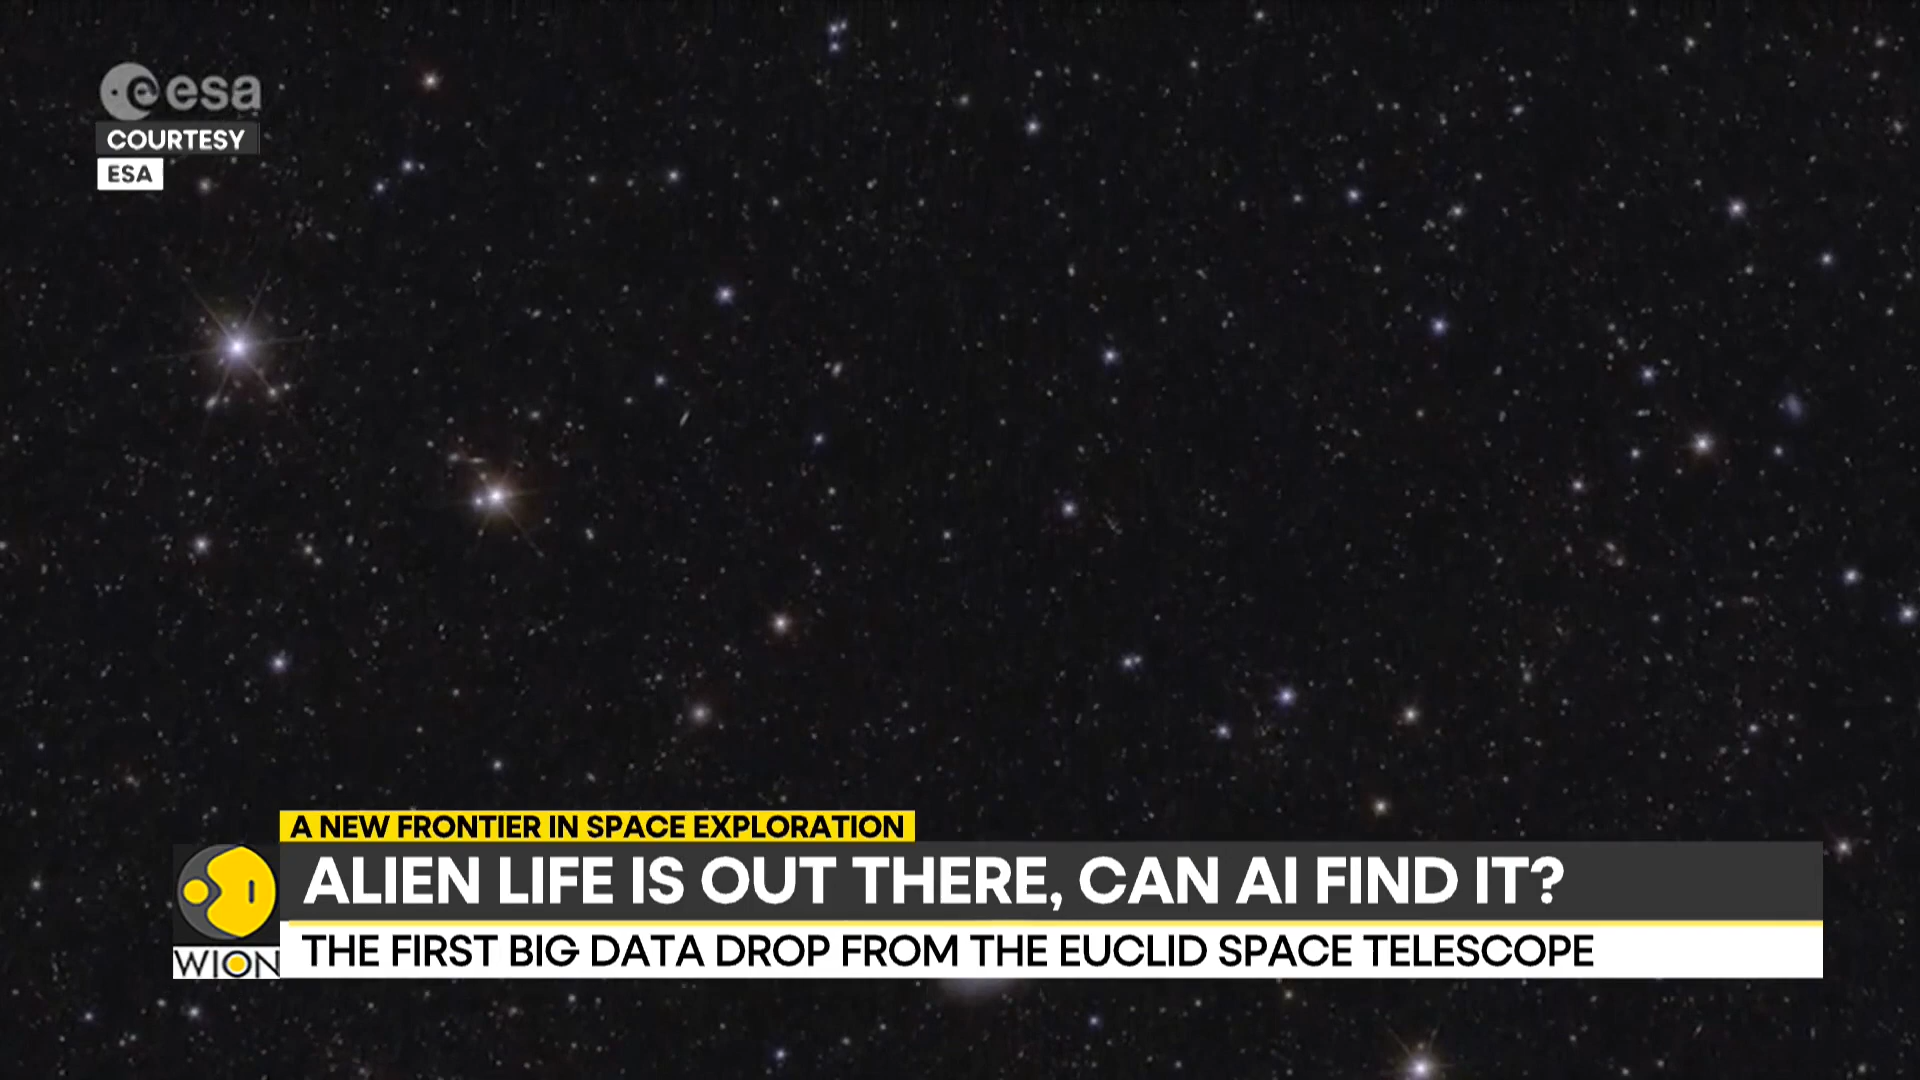 esa
COURTESY
ESA
A NEW FRONTIER IN SPACE EXPLORATION
ALIEN LIFE IS OUT THERE, CAN AI FIND IT?
WION
THE FIRST BIG DATA DROP FROM THE EUCLID SPACE TELESCOPE